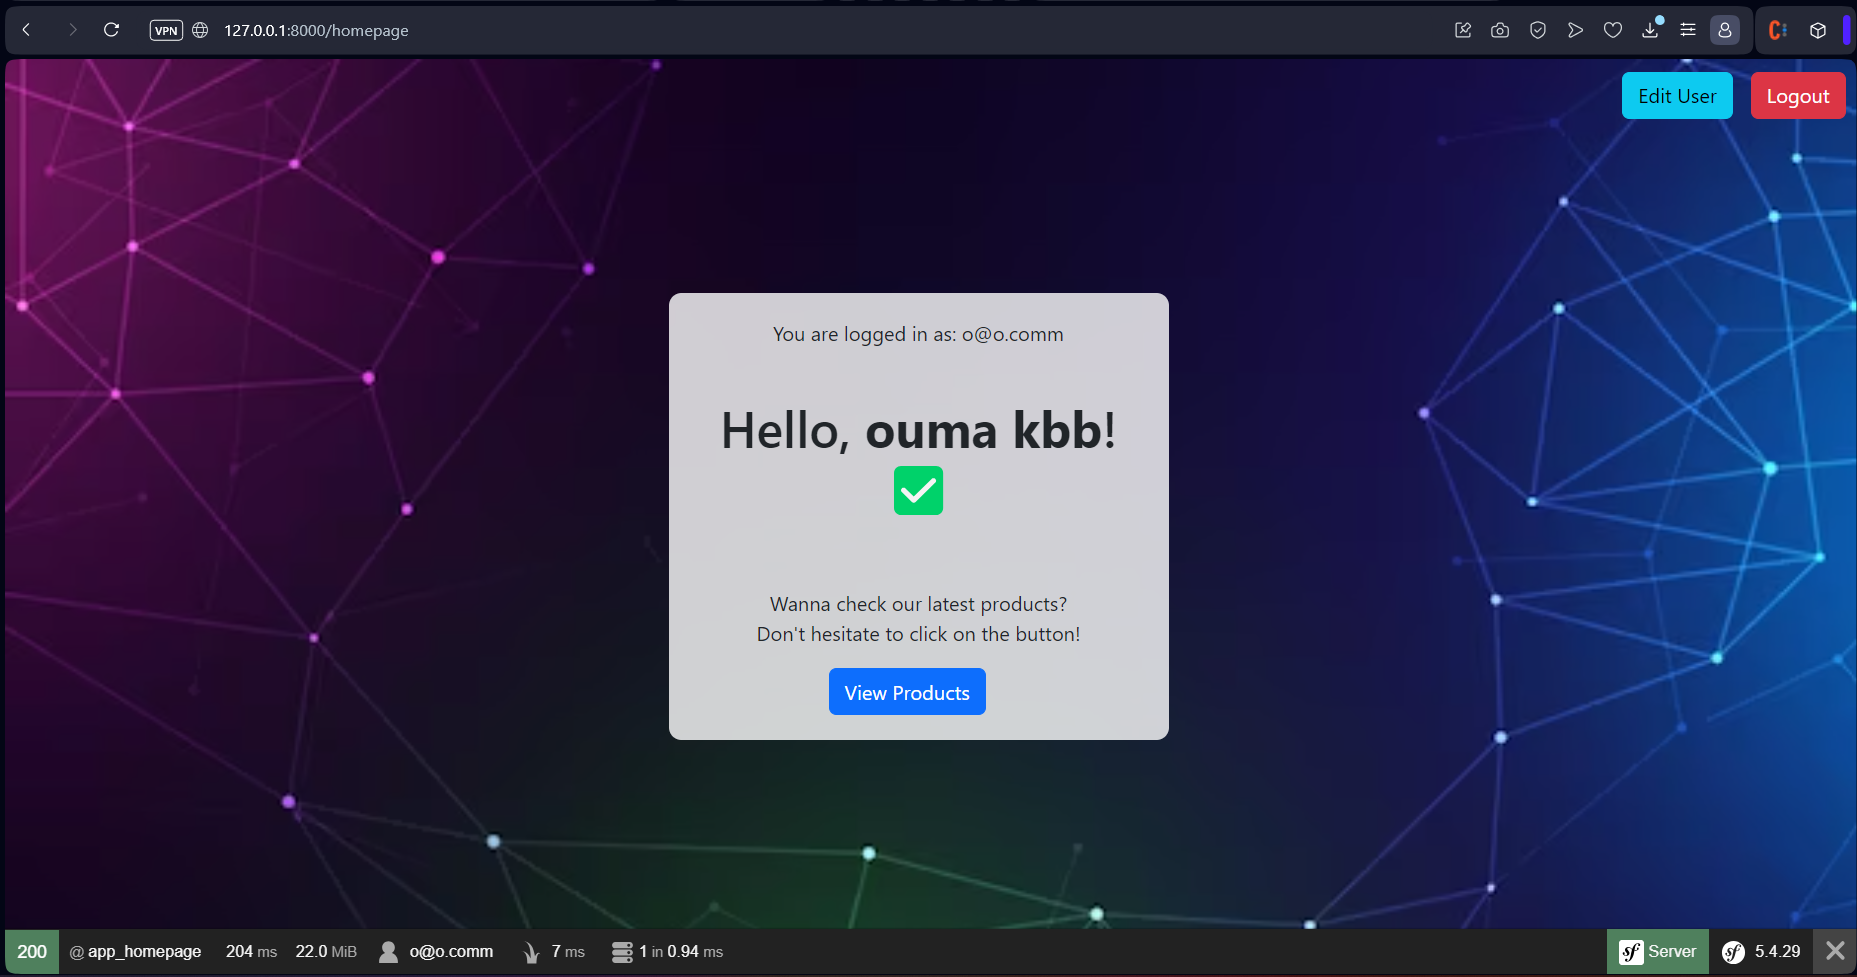 VPN 127.0.0.1:8000/homepage
Edit User Logout
You are logged in as: o@o.comm
Hello, ouma kbb!
Wanna check our latest products?
Don't hesitate to click on the button!
View Products
200 @ app_homepage 204 ms 22.0 MiB o@o.comm 7 ms 1 in 0.94 ms sf Server sf 5.4.29